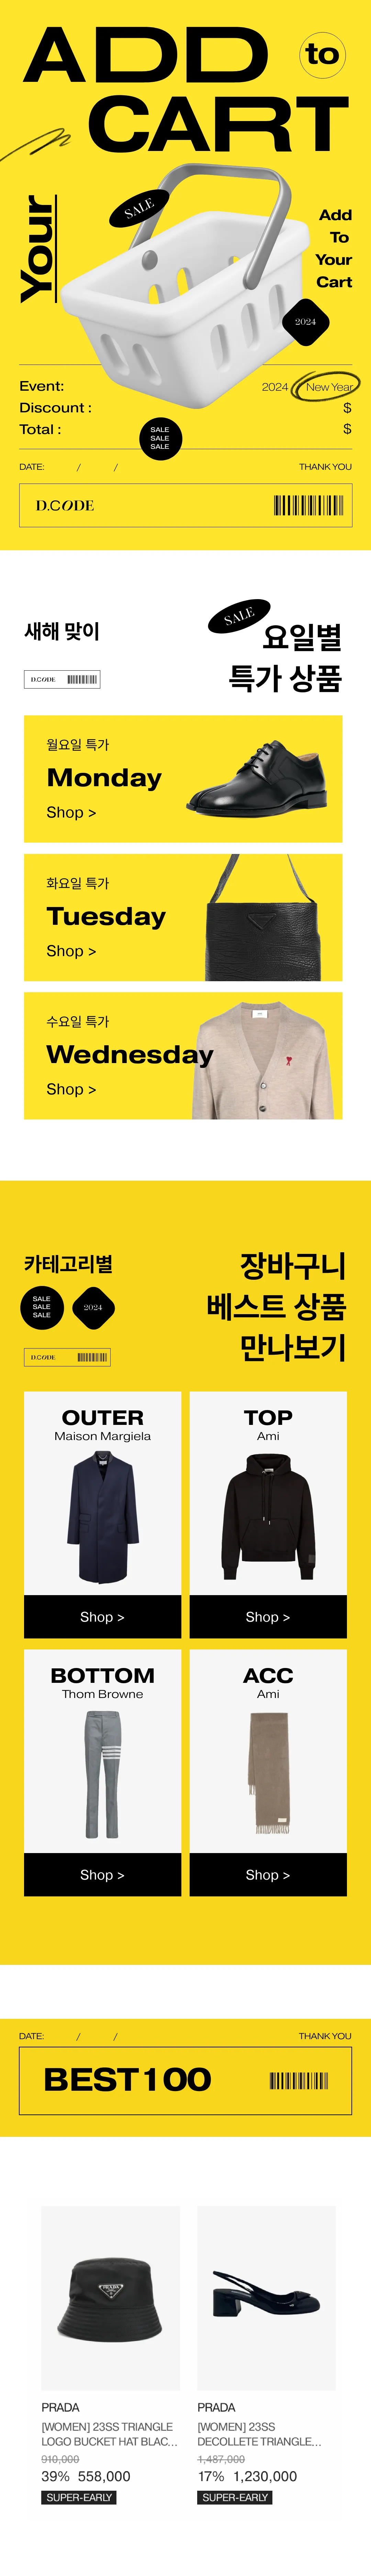 ADD
to
CART
SALE
Your
Add
To
Your
Cart
2024
Event:
2024
New Year
Discount :
$
Total :
$
SALE
SALE
SALE
DATE: / /
THANK YOU
D.CODE
새해 맞이
SALE
요일별
특가 상품
D.CODE
월요일 특가
Monday
Shop >
화요일 특가
Tuesday
Shop >
수요일 특가
Wednesday
Shop >
카테고리별
장바구니
베스트 상품
만나보기
SALE
SALE
SALE
2024
D.CODE
OUTER
Maison Margiela
Shop >
TOP
Ami
Shop >
BOTTOM
Thom Browne
Shop >
ACC
Ami
Shop >
DATE: / /
THANK YOU
BEST100
PRADA
PRADA
[WOMEN] 23SS TRIANGLE
LOGO BUCKET HAT BLAC...
910,000
39% 558,000
SUPER-EARLY
PRADA
[WOMEN] 23SS
DECOLLETE TRIANGLE...
1,487,000
17% 1,230,000
SUPER-EARLY